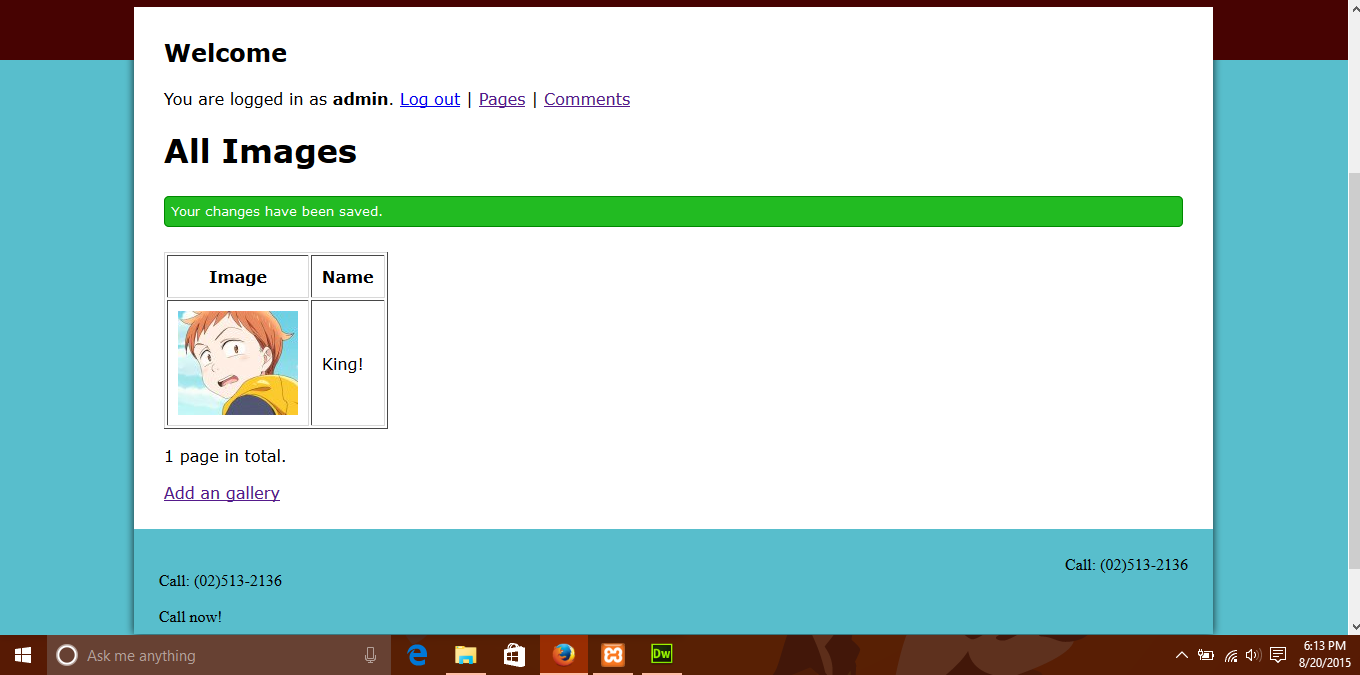 Welcome
You are logged in as admin. Log out | Pages | Comments
All Images
Your changes have been saved.
Image Name
King!
1 page in total.
Add an gallery
Call: (02)513-2136
Call: (02)513-2136
Call now!
Ask me anything
Dw
6:13 PM
8/20/2015